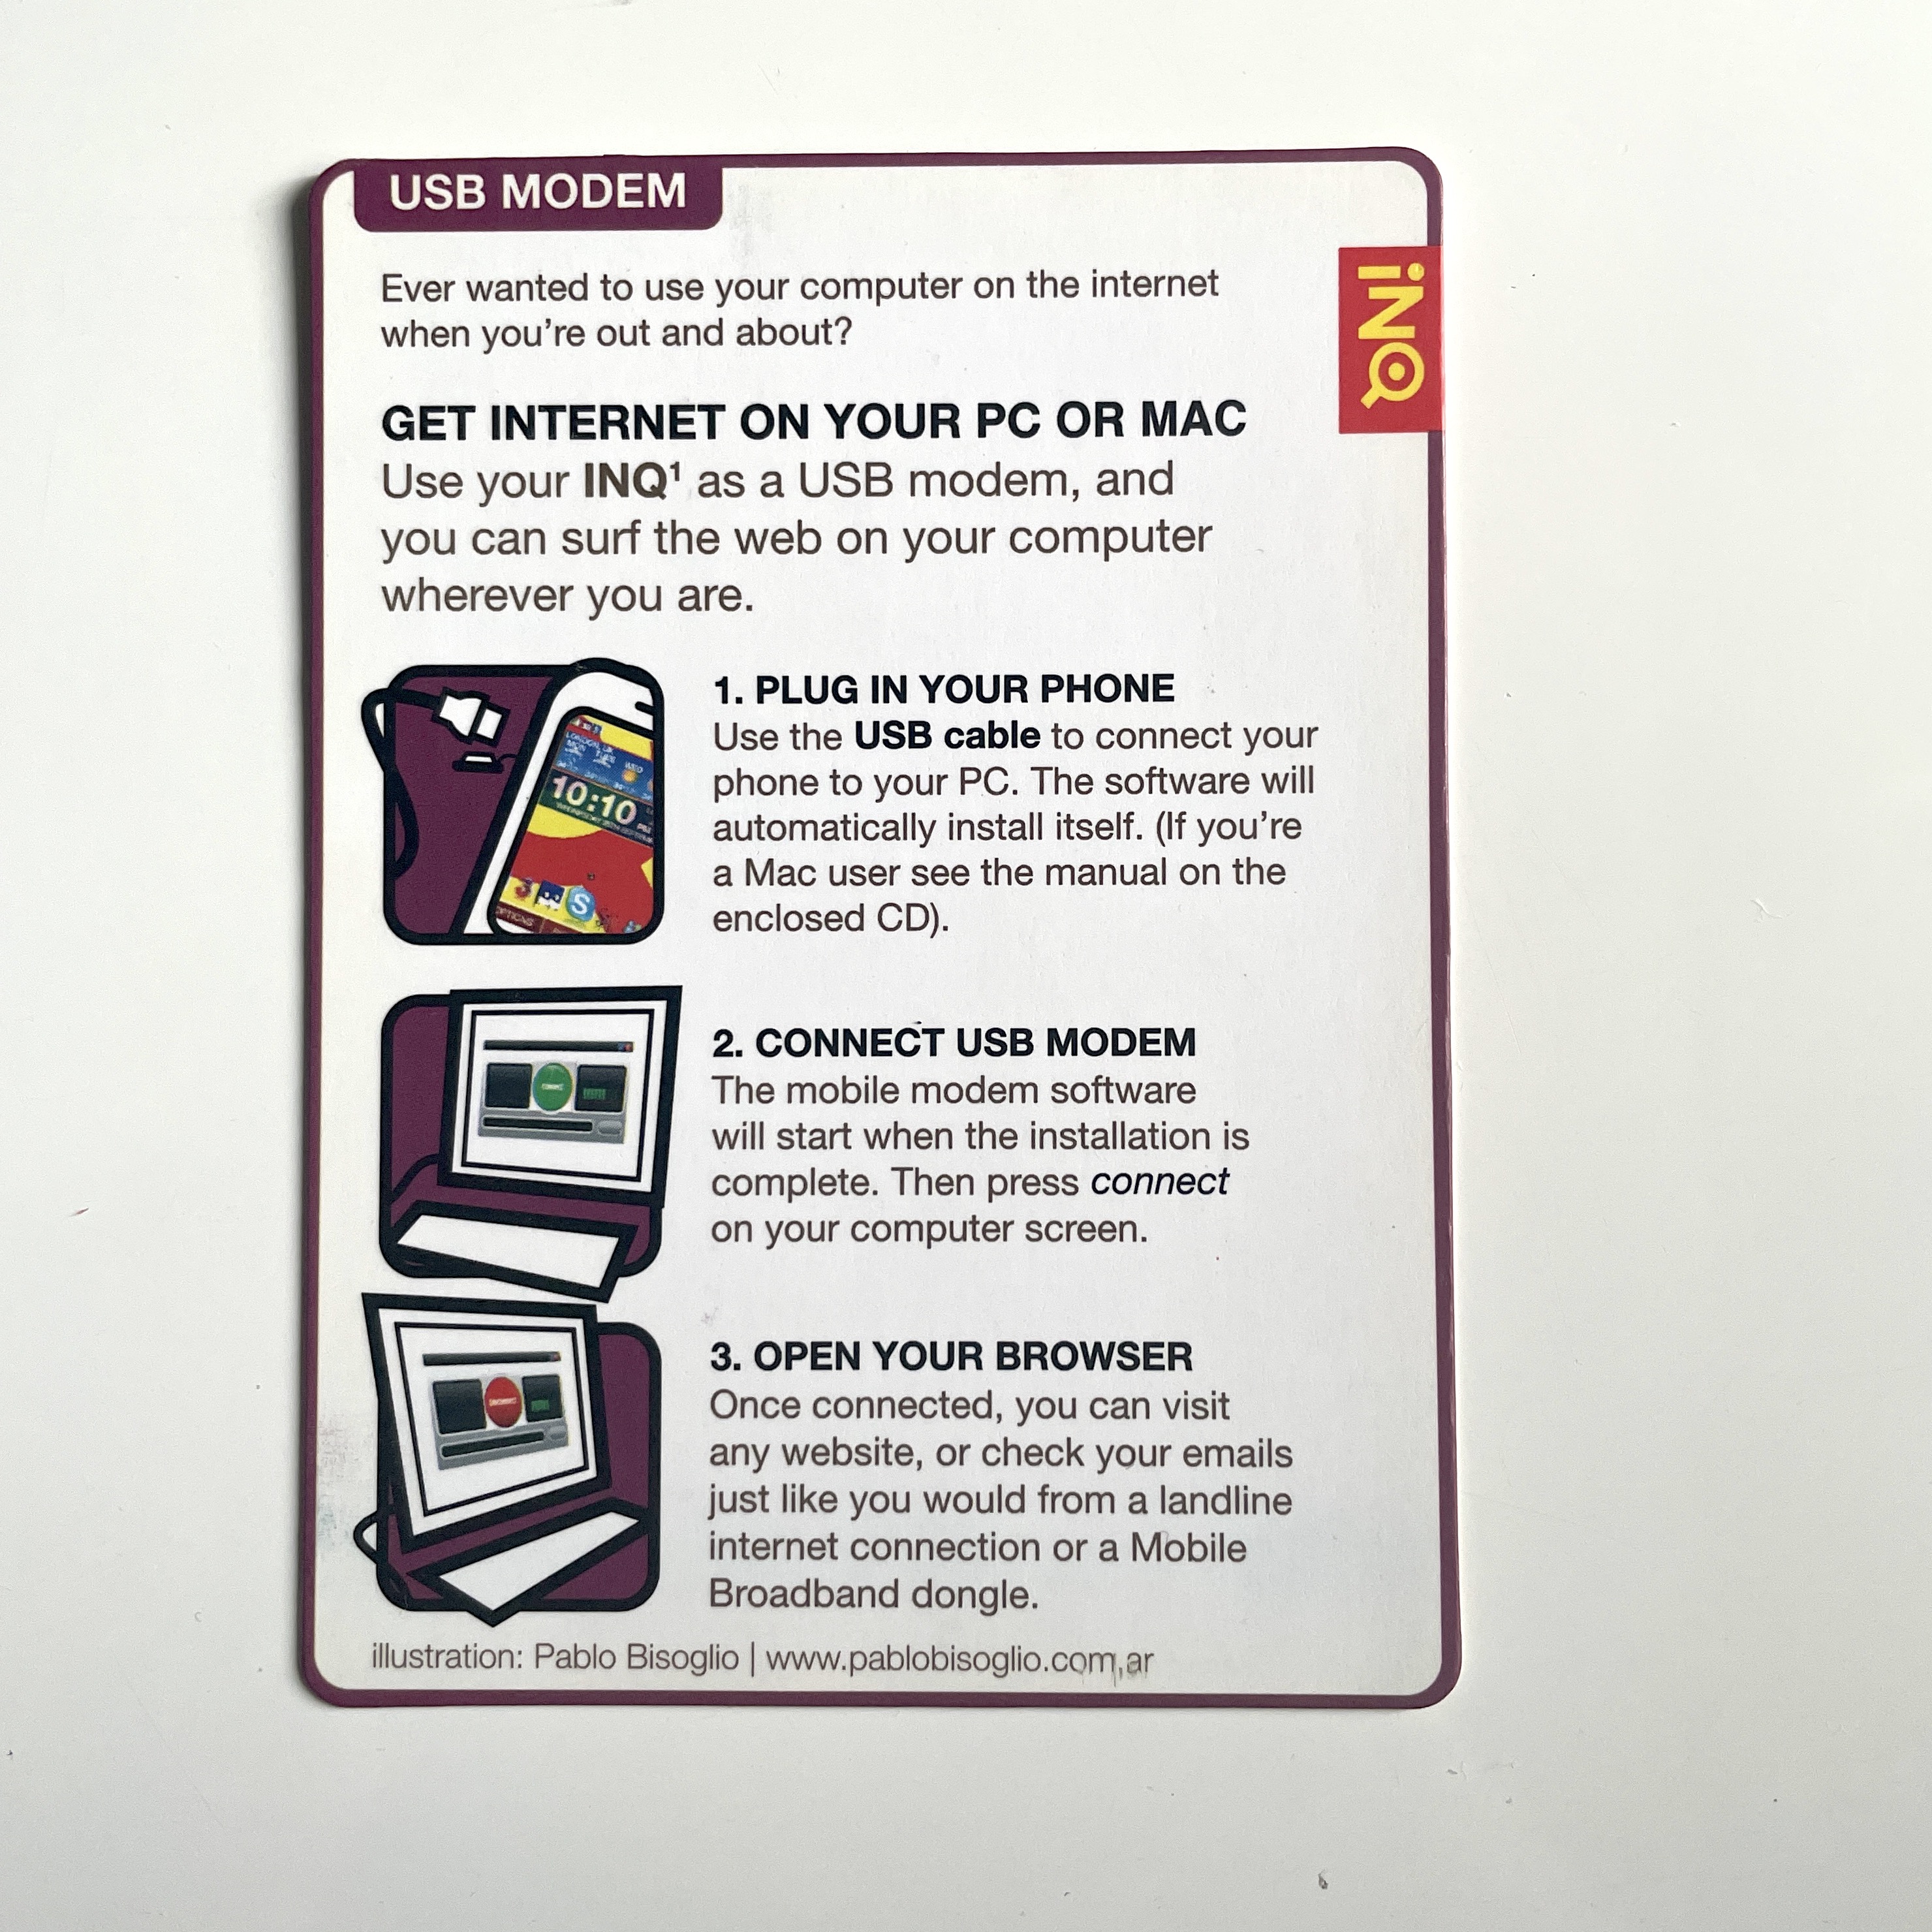 USB MODEM
iNQ
Ever wanted to use your computer on the internet
when you're out and about?
GET INTERNET ON YOUR PC OR MAC
Use your INQ¹ as a USB modem, and
you can surf the web on your computer
wherever you are.
LONDON, UK
MON TUES WED
10:10
3 S
OPTIONS
1. PLUG IN YOUR PHONE
Use the USB cable to connect your
phone to your PC. The software will
automatically install itself. (If you're
a Mac user see the manual on the
enclosed CD).
2. CONNECT USB MODEM
The mobile modem software
will start when the installation is
complete. Then press connect
on your computer screen.
3. OPEN YOUR BROWSER
Once connected, you can visit
any website, or check your emails
just like you would from a landline
internet connection or a Mobile
Broadband dongle.
illustration: Pablo Bisoglio | www.pablobisoglio.com.ar